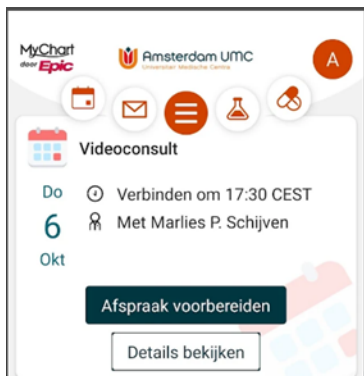 MyChart
door Epic
Amsterdam UMC
Universitair Medische Centra
A
Videoconsult
Do
6
Okt
Verbinden om 17:30 CEST
Met Marlies P. Schijven
Afspraak voorbereiden
Details bekijken